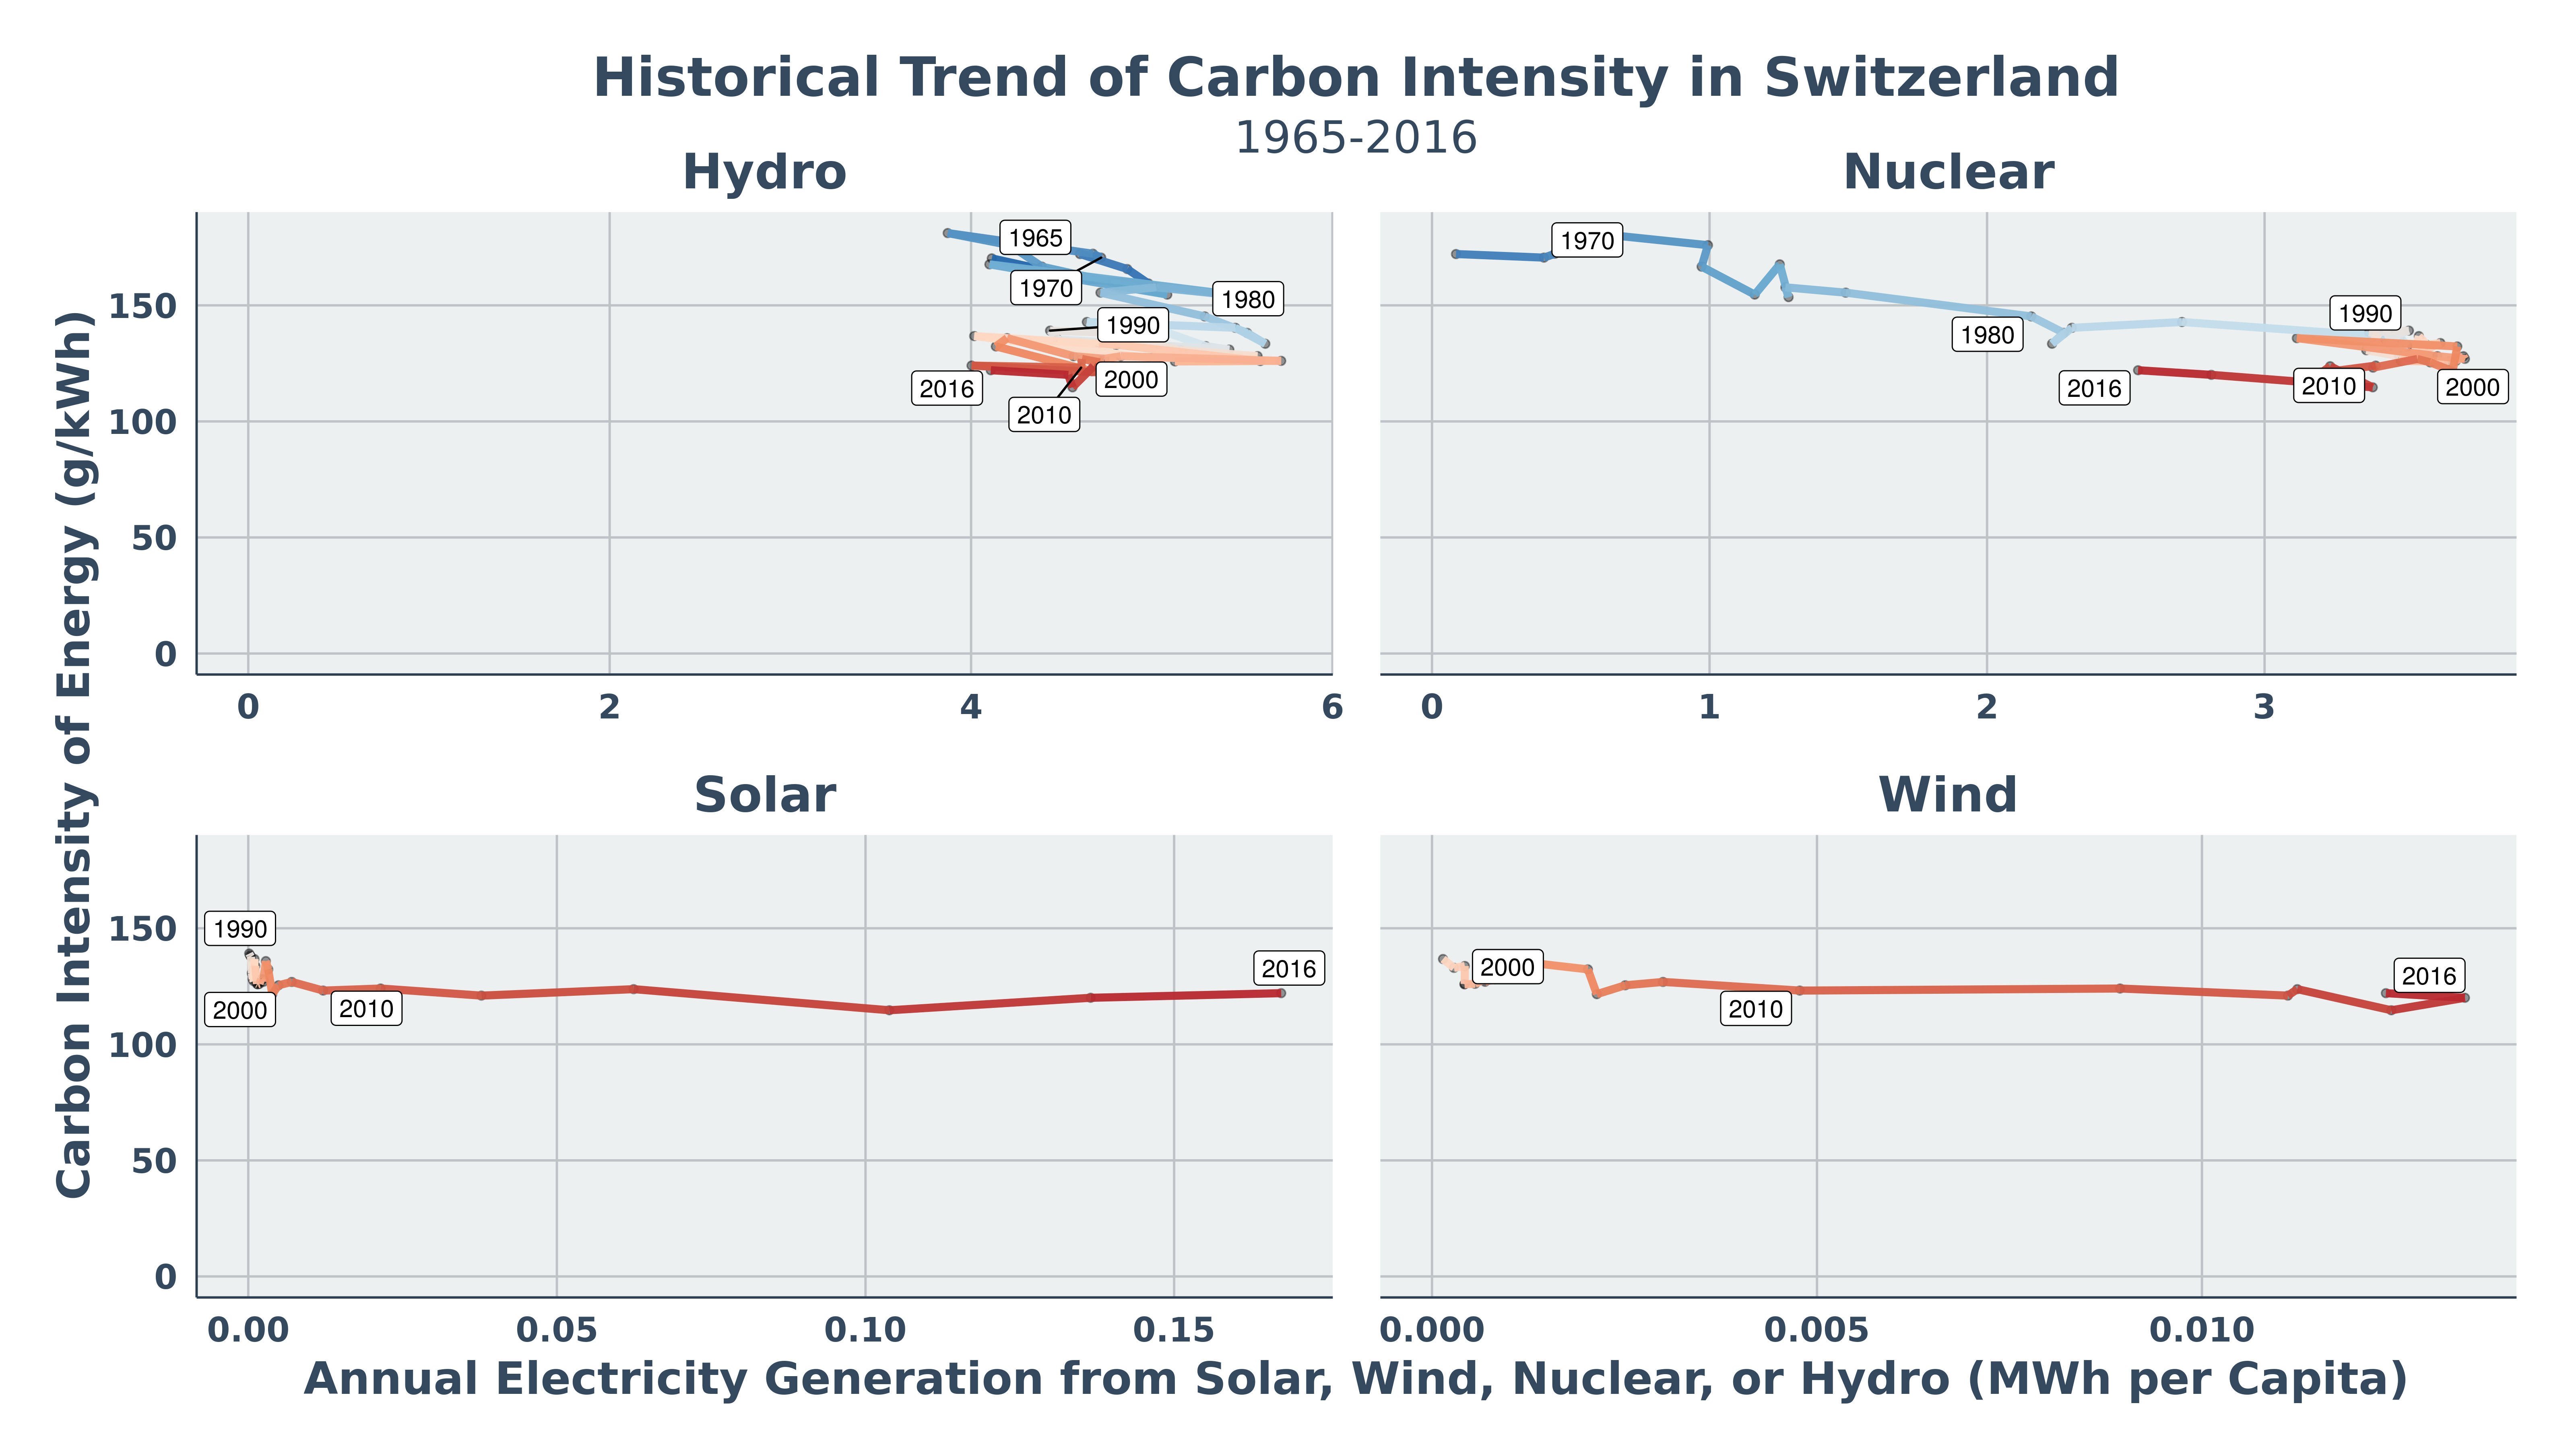 Historical Trend of Carbon Intensity in Switzerland
1965-2016
Hydro
Nuclear
Carbon Intensity of Energy (g/kWh)
150
100
50
0
1965
1970
1980
1990
2000
2010
2016
0 2 4 6
1970
1980
1990
2000
2010
2016
0 1 2 3
Solar
Wind
150
100
50
0
1990
2000
2010
2016
0.00 0.05 0.10 0.15
2000
2010
2016
0.000 0.005 0.010
Annual Electricity Generation from Solar, Wind, Nuclear, or Hydro (MWh per Capita)